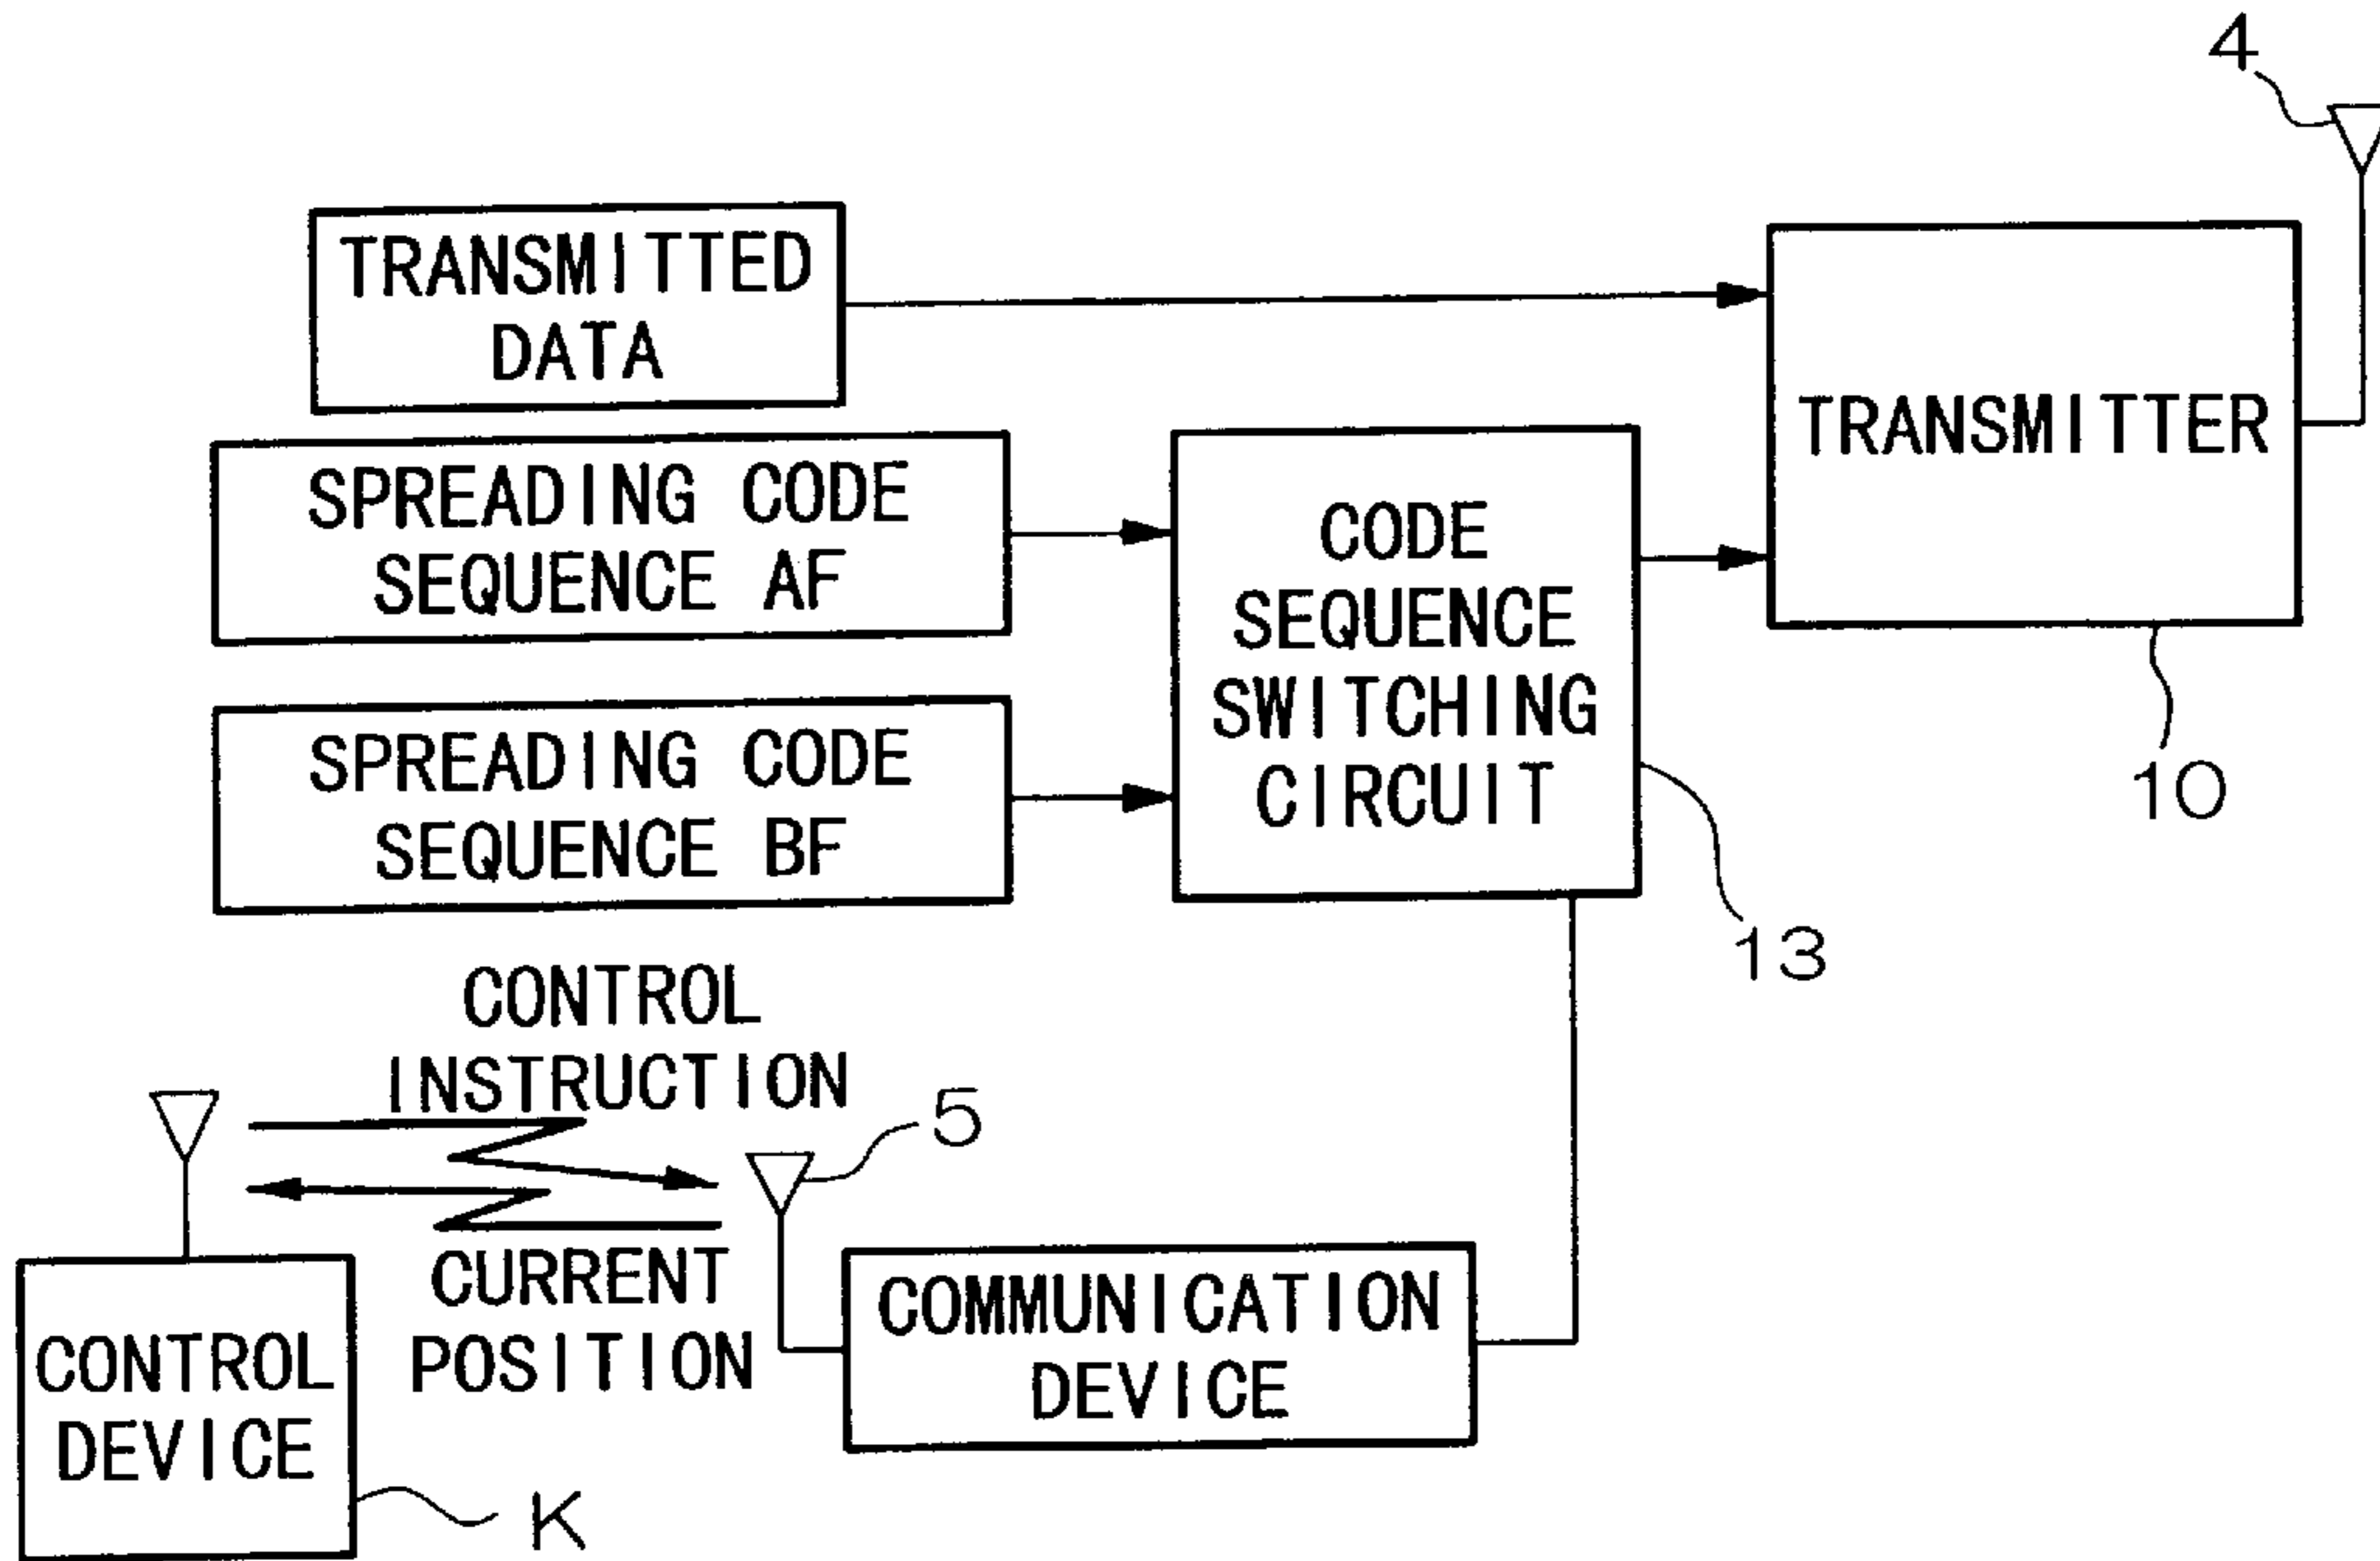 4
TRANSMITTED
DATA
TRANSMITTER
10
SPREADING CODE
SEQUENCE AF
SPREADING CODE
SEQUENCE BF
CODE
SEQUENCE
SWITCHING
CIRCUIT
13
CONTROL
INSTRUCTION
5
CURRENT
POSITION
COMMUNICATION
DEVICE
CONTROL
DEVICE
K